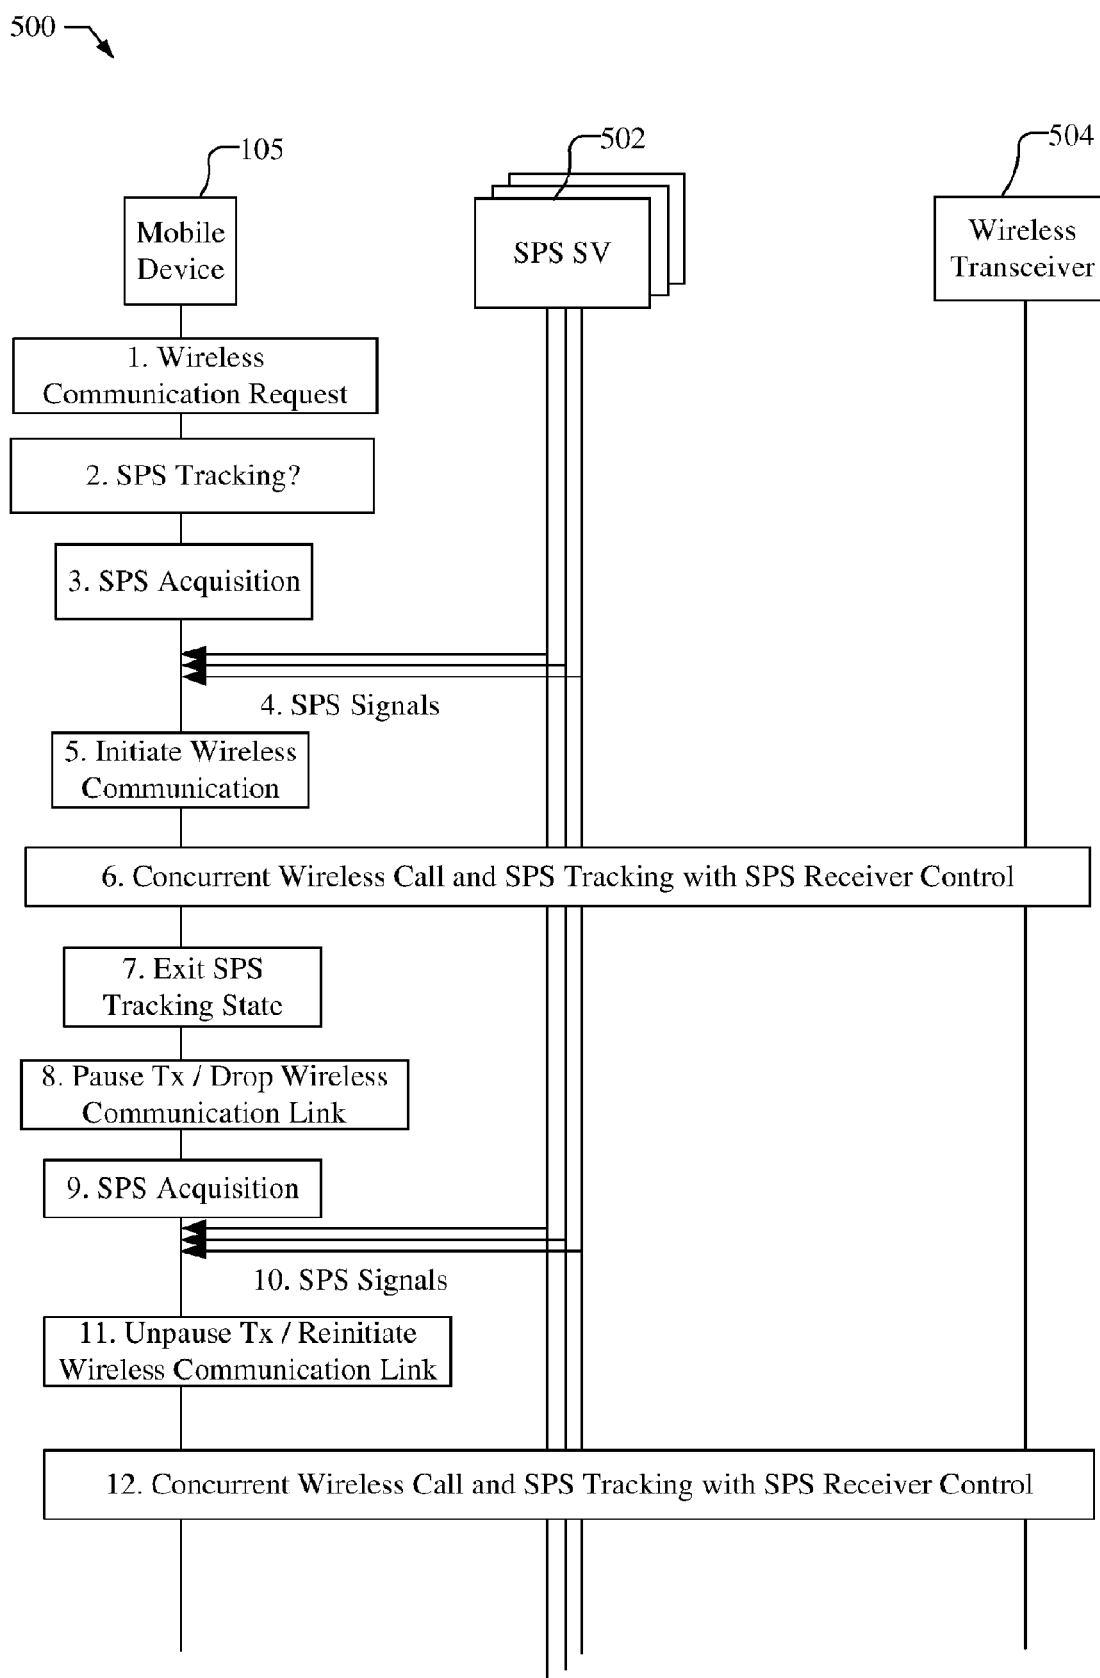 500
105
502
504
Mobile
Device
SPS SV
Wireless
Transceiver
1. Wireless
Communication Request
2. SPS Tracking?
3. SPS Acquisition
4. SPS Signals
5. Initiate Wireless
Communication
6. Concurrent Wireless Call and SPS Tracking with SPS Receiver Control
7. Exit SPS
Tracking State
8. Pause Tx / Drop Wireless
Communication Link
9. SPS Acquisition
10. SPS Signals
11. Unpause Tx / Reinitiate
Wireless Communication Link
12. Concurrent Wireless Call and SPS Tracking with SPS Receiver Control